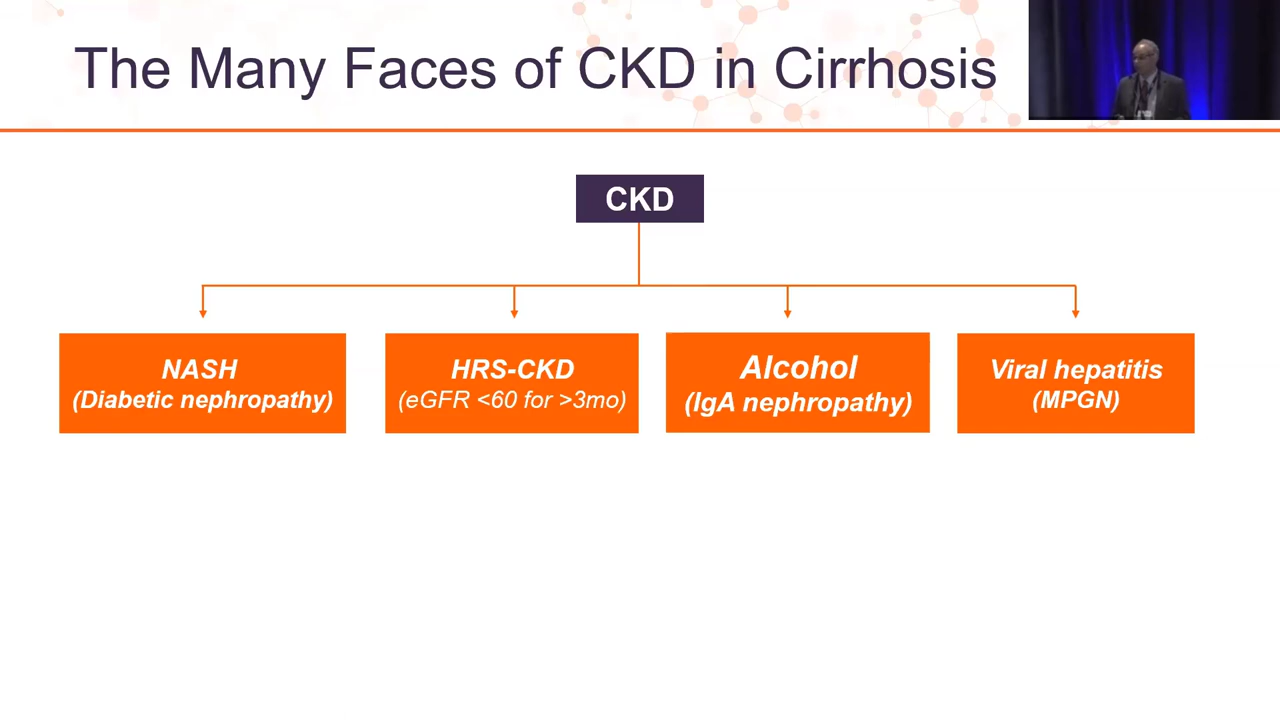 The Many Faces of CKD in Cirrhosis
CKD
NASH
(Diabetic nephropathy)
HRS-CKD
(eGFR <60 for >3mo)
Alcohol
(IgA nephropathy)
Viral hepatitis
(MPGN)